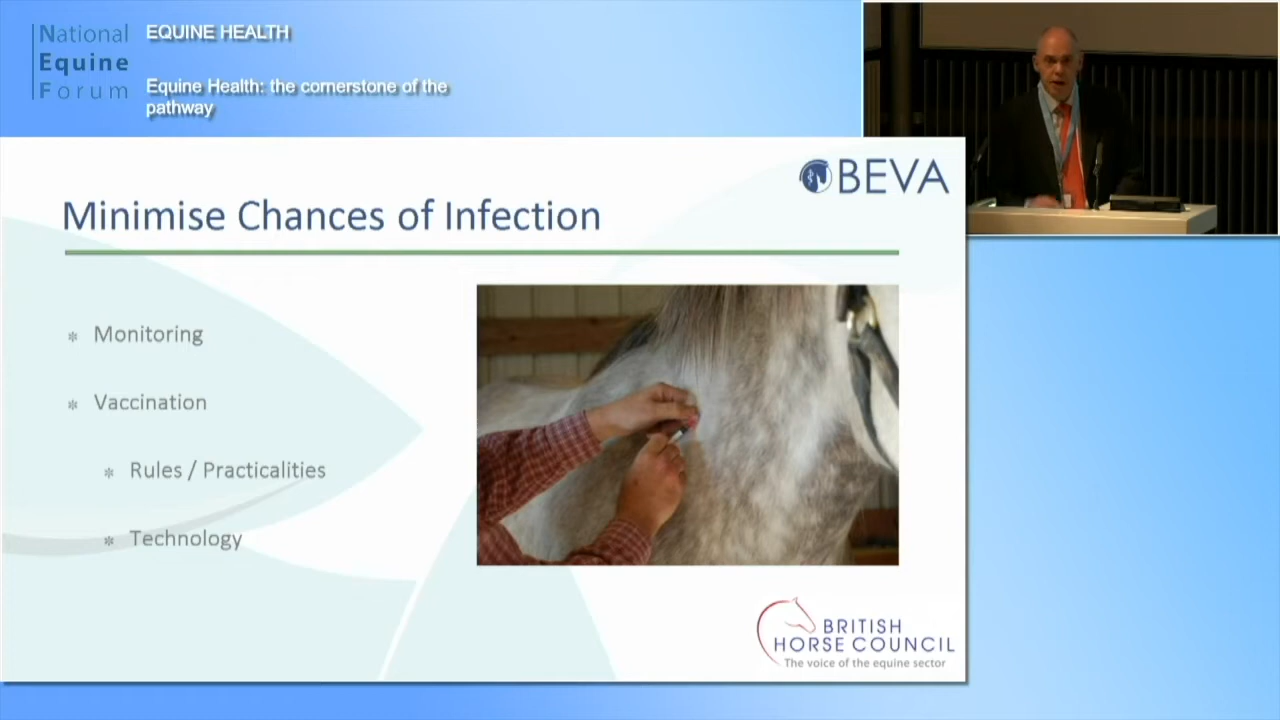 National
Equine
Forum
EQUINE HEALTH
Equine Health: the cornerstone of the
pathway
BEVA
Minimise Chances of Infection
Monitoring
Vaccination
Rules / Practicalities
Technology
BRITISH
HORSE COUNCIL
The voice of the equine sector